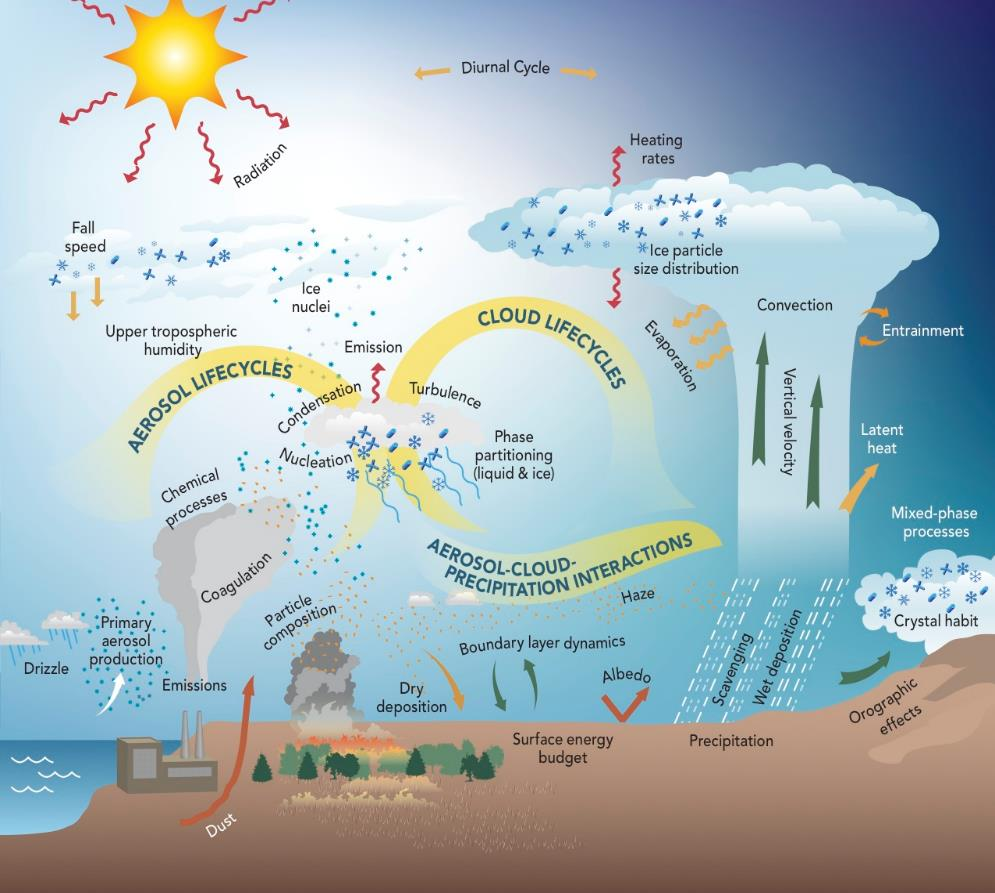 Diurnal Cycle
Radiation
Heating
rates
Fall
speed
Ice particle
size distribution
Ice
nuclei
Convection
CLOUD LIFECYCLES
Upper tropospheric
humidity
Emission
Evaporation
Entrainment
AEROSOL LIFECYCLES
Condensation
Turbulence
Vertical velocity
Latent
heat
Nucleation
Phase
partitioning
(liquid & ice)
Chemical
processes
Mixed-phase
processes
AEROSOL-CLOUD-
PRECIPITATION INTERACTIONS
Coagulation
Particle
composition
Haze
Primary
aerosol
production
Crystal habit
Boundary layer dynamics
Scavenging
Wet deposition
Drizzle
Emissions
Albedo
Dry
deposition
Orographic
effects
Surface energy
budget
Precipitation
Dust